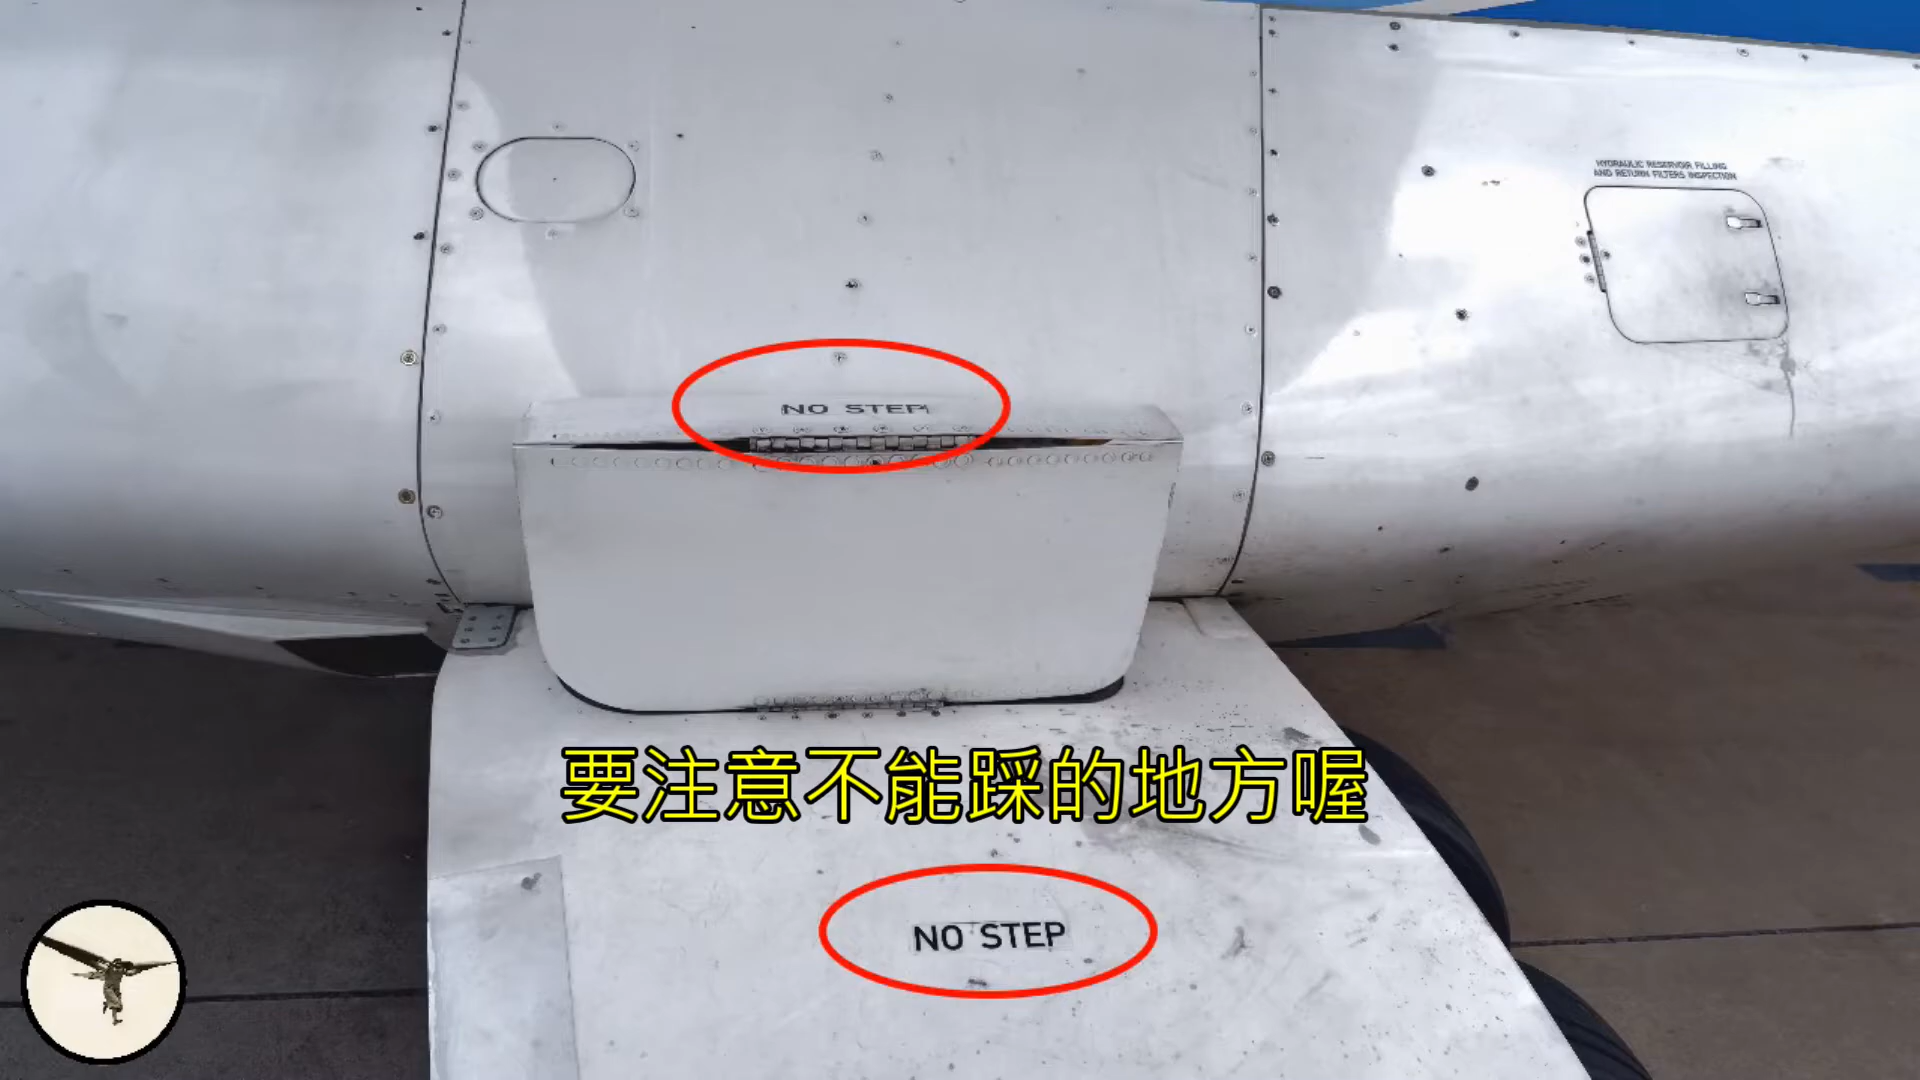 HYDRAULIC RESERVOIR FILLING
AND RETURN FILTERS INSPECTION
NO STEP
要注意不能踩的地方喔
NO STEP